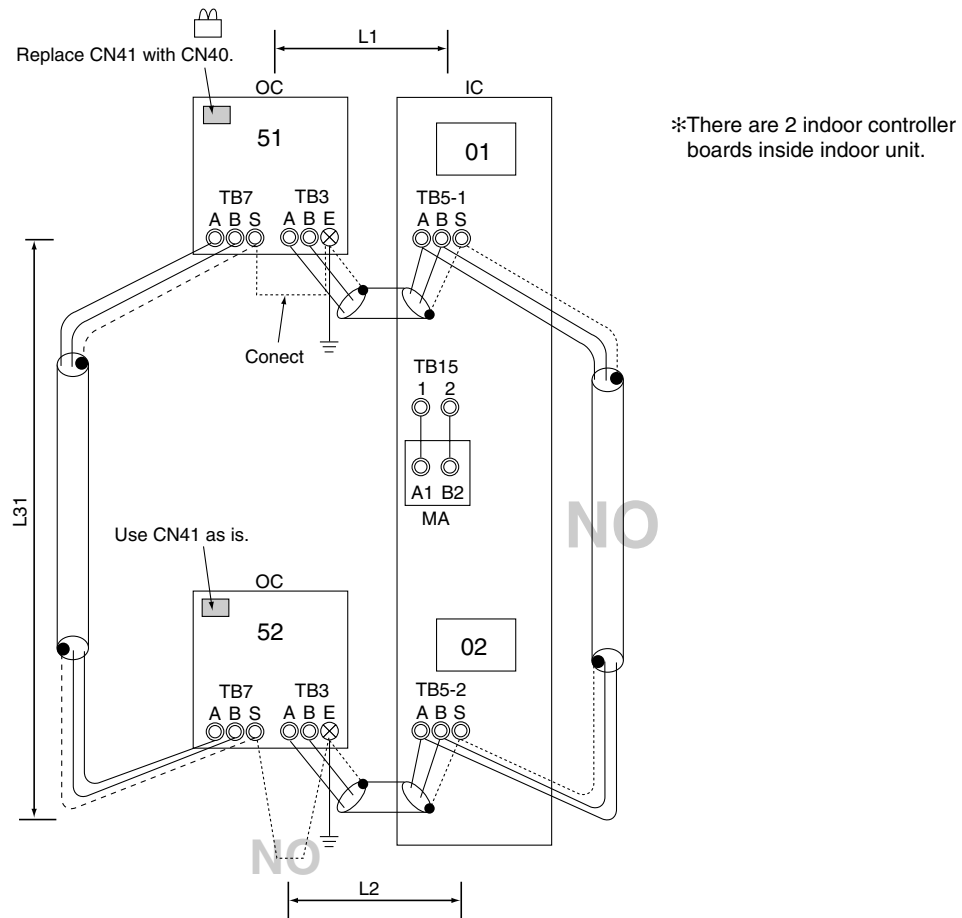 L1
Replace CN41 with CN40.
OC
IC
✻There are 2 indoor controller
boards inside indoor unit.
51
01
TB7
TB3
TB5-1
A B S
A B E
A B S
Conect
TB15
1 2
A1 B2
MA
NO
L31
Use CN41 as is.
OC
52
02
TB7
TB3
TB5-2
A B S
A B E
A B S
NO
L2